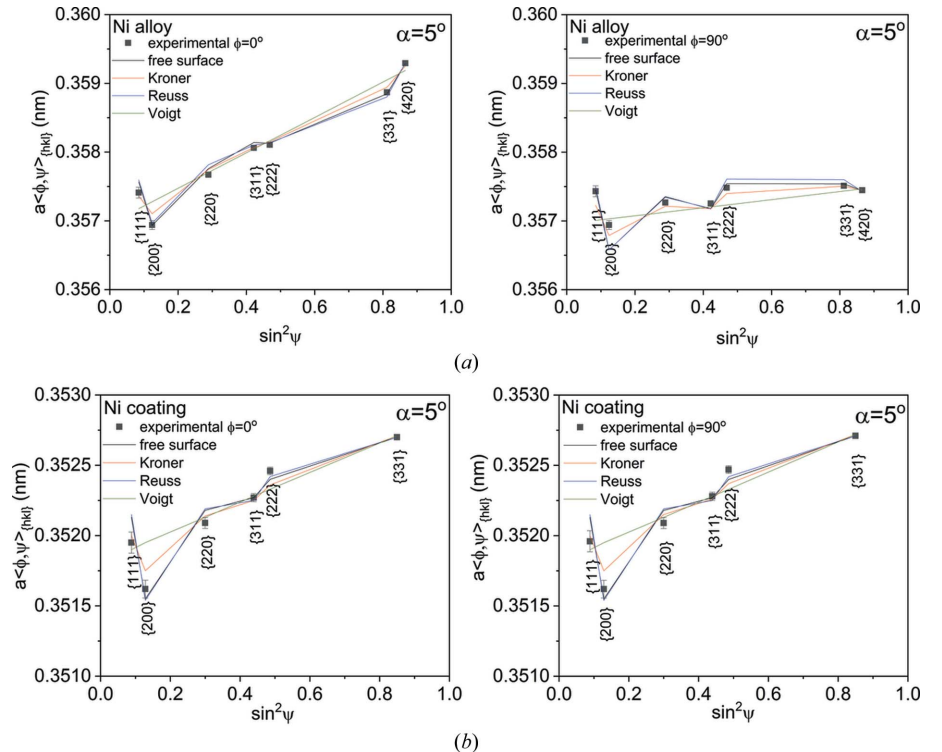 0.360
Ni alloy
α=5º
experimental ϕ=0º
free surface
Kroner
Reuss
Voigt
0.359
0.358
0.357
0.356
a<ϕ,ψ>{hkl} (nm)
{111}
{200}
{220}
{311}
{222}
{331}
{420}
0.0 0.2 0.4 0.6 0.8 1.0
sin²ψ
0.360
Ni alloy
α=5º
experimental ϕ=90º
free surface
Kroner
Reuss
Voigt
0.359
0.358
0.357
0.356
a<ϕ,ψ>{hkl} (nm)
{111}
{200}
{220}
{311}
{222}
{331}
{420}
0.0 0.2 0.4 0.6 0.8 1.0
sin²ψ
(a)
0.3530
Ni coating
α=5º
experimental ϕ=0º
free surface
Kroner
Reuss
Voigt
0.3525
0.3520
0.3515
0.3510
a<ϕ,ψ>{hkl} (nm)
{111}
{200}
{220}
{311}
{222}
{331}
0.0 0.2 0.4 0.6 0.8 1.0
sin²ψ
0.3530
Ni coating
α=5º
experimental ϕ=90º
free surface
Kroner
Reuss
Voigt
0.3525
0.3520
0.3515
0.3510
a<ϕ,ψ>{hkl} (nm)
{111}
{200}
{220}
{311}
{222}
{331}
0.0 0.2 0.4 0.6 0.8 1.0
sin²ψ
(b)